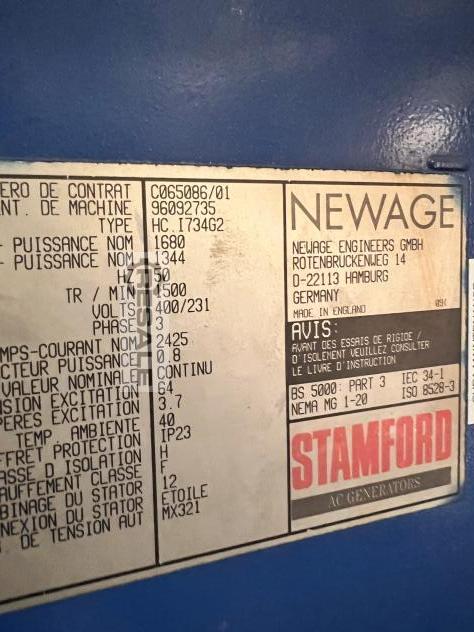 ERO DE CONTRAT C065086/01
NT. DE MACHINE 96092735
TYPE HC.I734G2
PUISSANCE NOM 1680
PUISSANCE NOM 1344
HZ 50
TR / MIN 1500
VOLTS 400/231
PHASE 3
MPS-COURANT NOM 2425
CTEUR PUISSANCE 0.8
VALEUR NOMINALE CONTINU
NSION EXCITATION 64
PERES EXCITATION 3.7
TEMP. AMBIENTE 40
FFRET PROTECTION IP23
ASSE D ISOLATION H
AUFFEMENT CLASSE F
BINAGE DU STATOR 12
NEXION DU STATOR ETOILE
. DE TENSION AUT MX321
NEWAGE
NEWAGE ENGINEERS GMBH
ROTENBRUCKENWEG 14
D-22113 HAMBURG
GERMANY
MADE IN ENGLAND
AVIS:
AVANT DES ESSAIS DE RIGIDE /
D'ISOLEMENT VEUILLEZ CONSULTER
LE LIVRE D'INSTRUCTION
BS 5000: PART 3 IEC 34-1
NEMA MG 1-20 ISO 8528-3
STAMFORD
AC GENERATORS